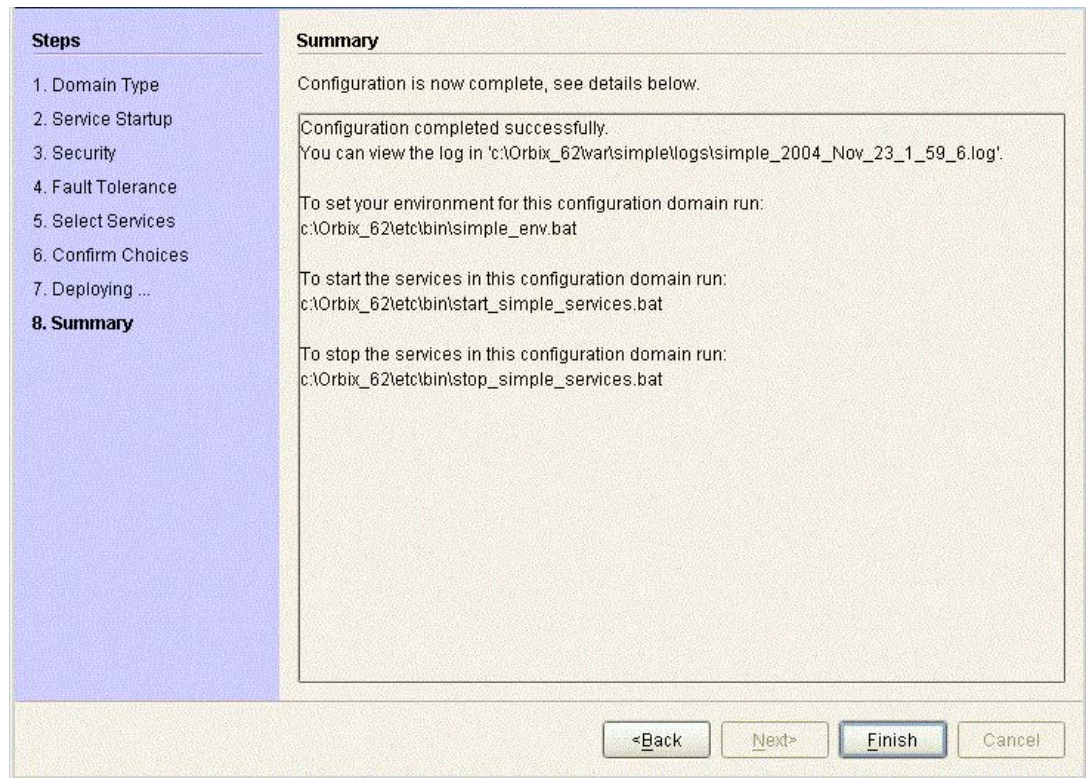 Steps
1. Domain Type
2. Service Startup
3. Security
4. Fault Tolerance
5. Select Services
6. Confirm Choices
7. Deploying ...
8. Summary
Summary
Configuration is now complete, see details below.
Configuration completed successfully.
You can view the log in 'c:\Orbix_62\var\simple\logs\simple_2004_Nov_23_1_59_6.log'.
To set your environment for this configuration domain run:
c:\Orbix_62\etc\bin\simple_env.bat
To start the services in this configuration domain run:
c:\Orbix_62\etc\bin\start_simple_services.bat
To stop the services in this configuration domain run:
c:\Orbix_62\etc\bin\stop_simple_services.bat
<Back
Next>
Finish
Cancel